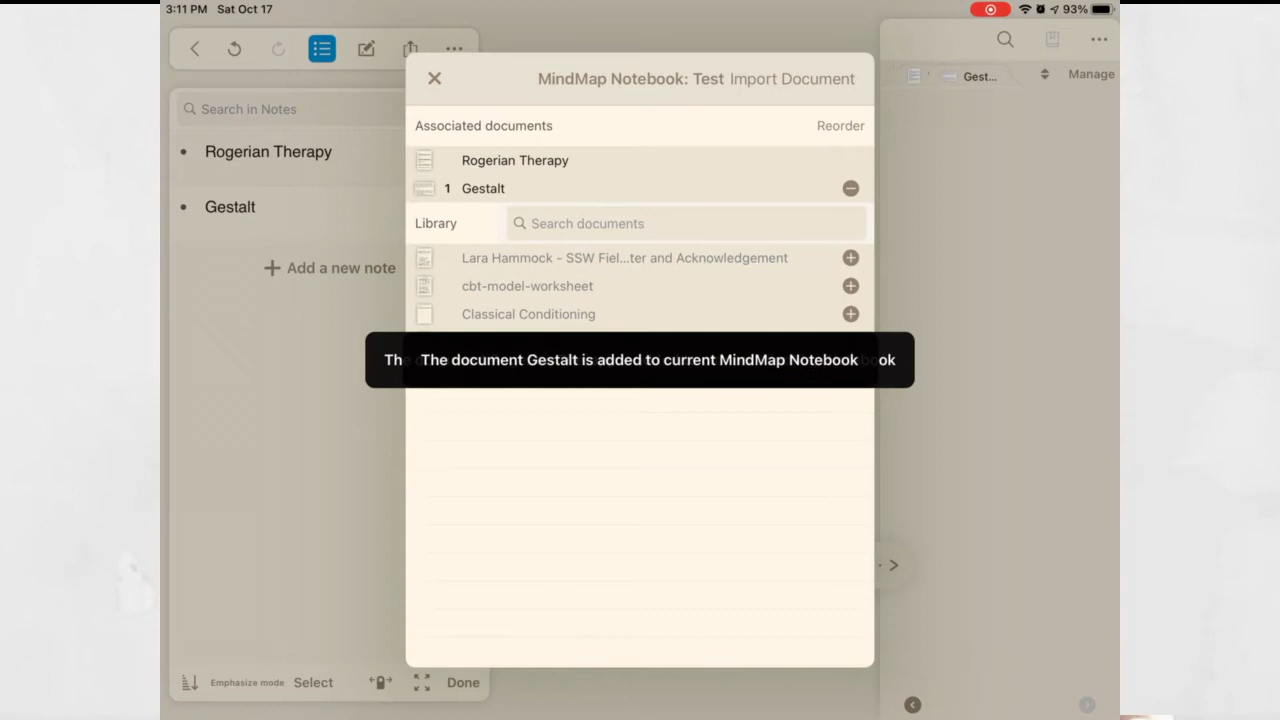 3:11 PM Sat Oct 17
93%
MindMap Notebook: Test Import Document
Gest...
Manage
Search in Notes
Associated documents
Reorder
Rogerian Therapy
Rogerian Therapy
1 Gestalt
Gestalt
Library
Search documents
Add a new note
Lara Hammock - SSW Fiel...ter and Acknowledgement
cbt-model-worksheet
Classical Conditioning
The document Gestalt is added to current MindMap Notebook
Emphasize mode
Select
Done